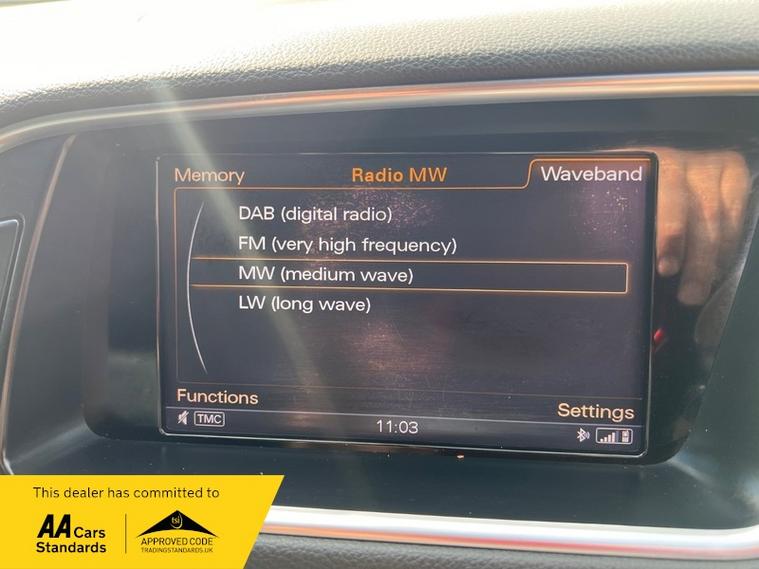 Memory Radio MW Waveband
DAB (digital radio)
FM (very high frequency)
MW (medium wave)
LW (long wave)
Functions
Settings
TMC
11:03
This dealer has committed to
AA Cars
Standards
tsi
APPROVED CODE
TRADINGSTANDARDS.UK